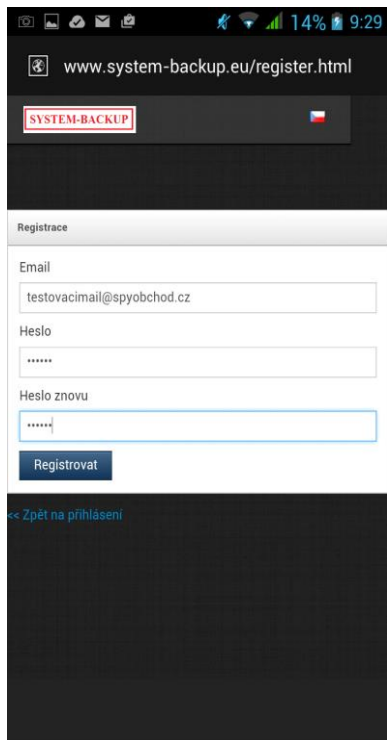 14% 9:29
www.system-backup.eu/register.html
SYSTEM-BACKUP
Registrace
Email
testovacimail@spyobchod.cz
Heslo
••••••
Heslo znovu
••••••
Registrovat
<< Zpět na přihlášení